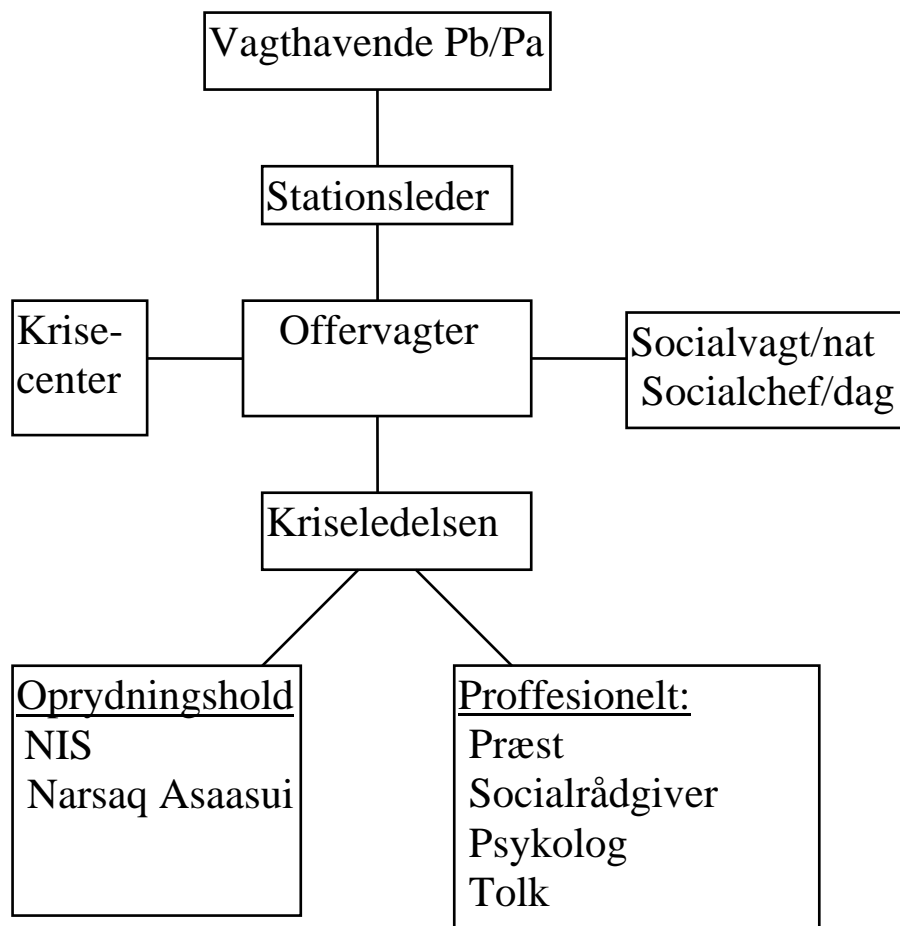 Vagthavende Pb/Pa
Stationsleder
Krise-
center
Offervagter
Socialvagt/nat
Socialchef/dag
Kriseledelsen
Oprydningshold
NIS
Narsaq Asaasui
Proffesionelt:
Præst
Socialrådgiver
Psykolog
Tolk